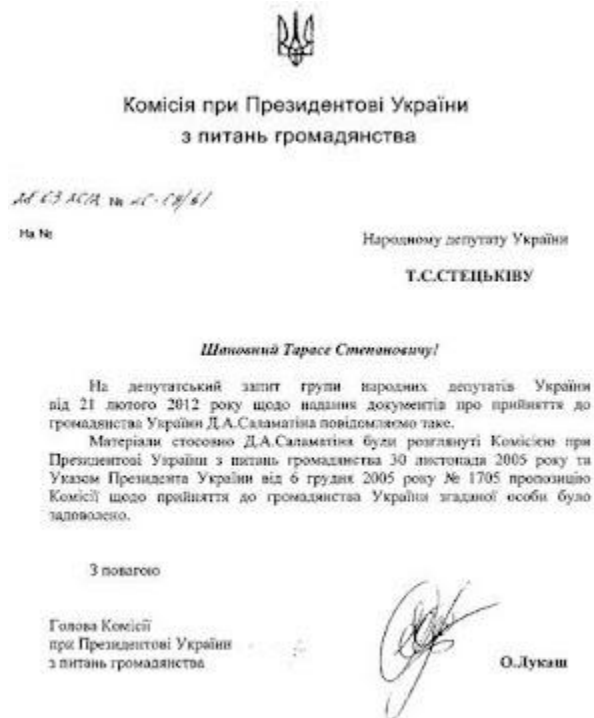 Комісія при Президентові України
з питань громадянства
№
На №
Народному депутату України
Т.С.СТЕЦЬКІВУ
Шановний Тарасе Степановичу!
На депутатський запит групи народних депутатів України
від 21 лютого 2012 року щодо надання документів про прийняття до
громадянства України Д.А.Саламатіна повідомляємо таке.
Матеріали стосовно Д.А.Саламатіна були розглянуті Комісією при
Президентові України з питань громадянства 30 листопада 2005 року та
Указом Президента України від 6 грудня 2005 року № 1705 пропозицію
Комісії щодо прийняття до громадянства України згаданої особи було
задоволено.
З повагою
Голова Комісії
при Президентові України
з питань громадянства
О.Лукаш